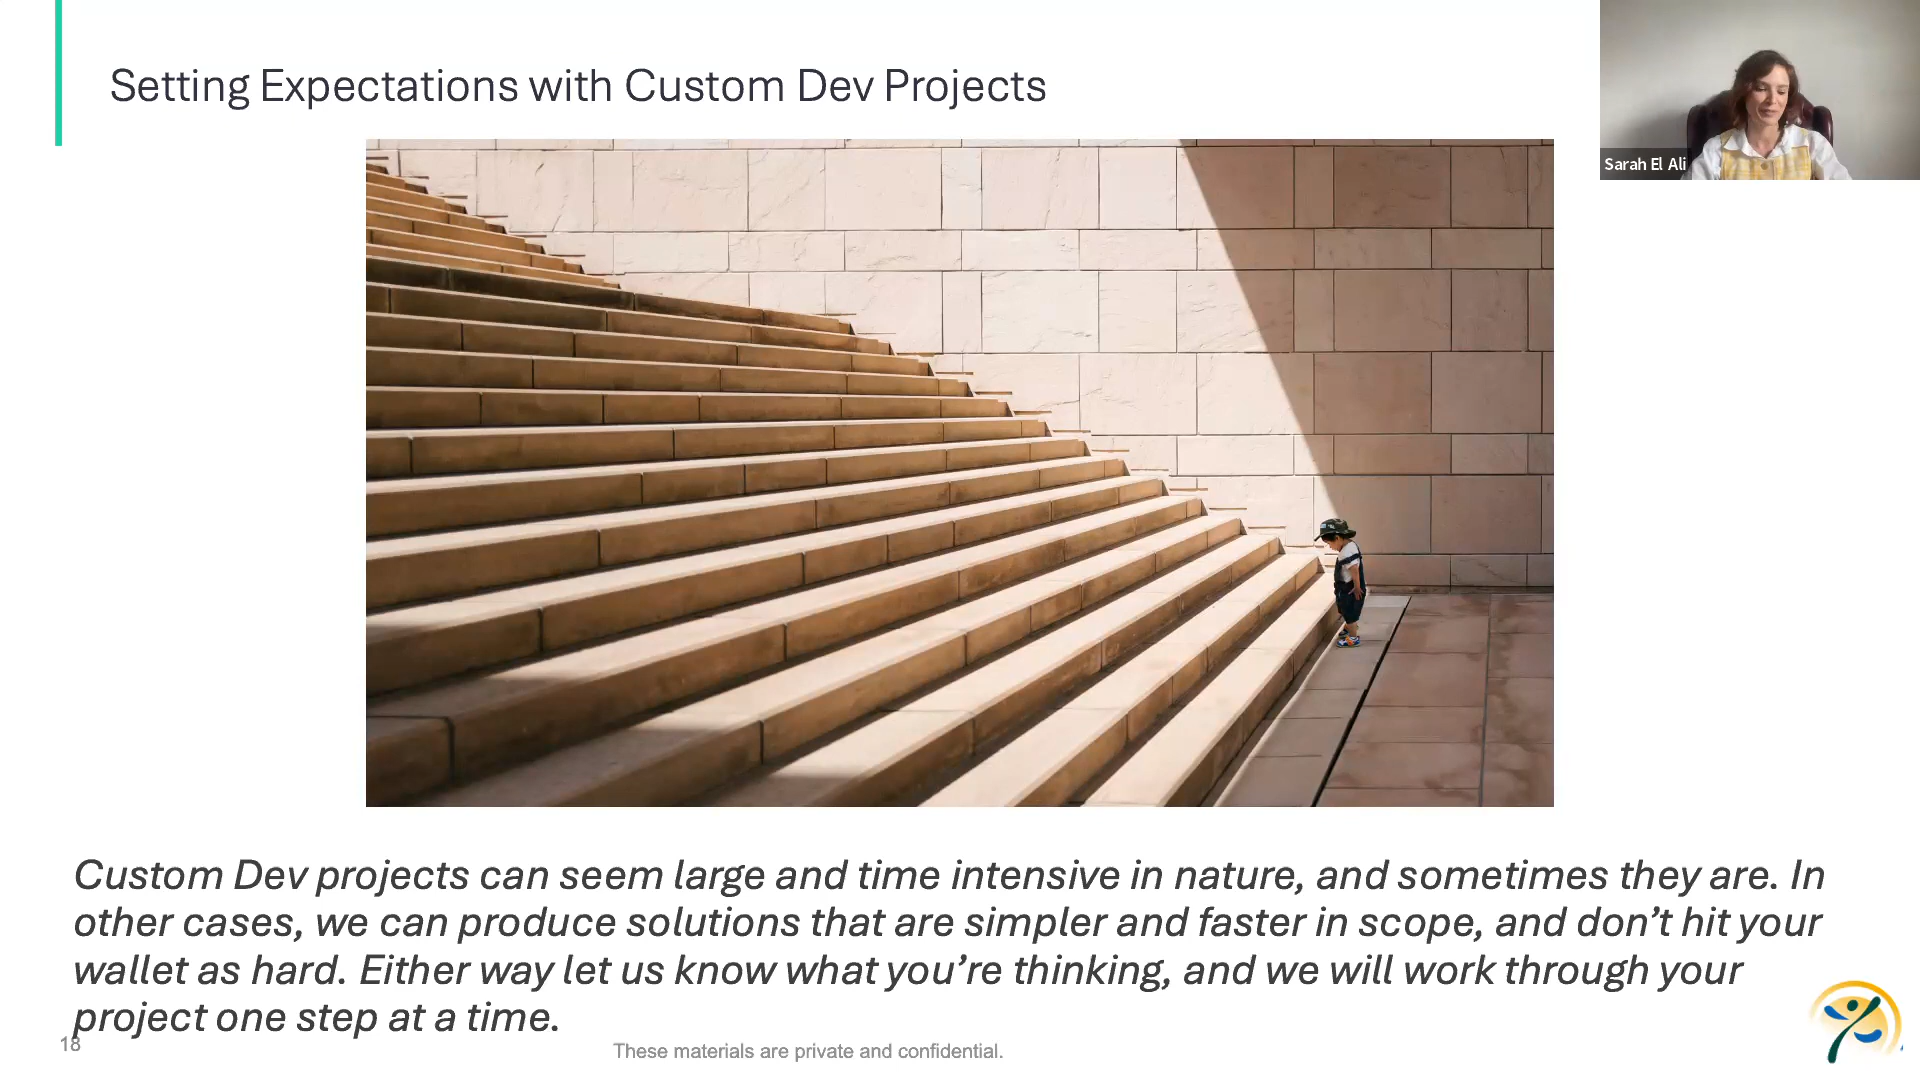 Setting Expectations with Custom Dev Projects
Sarah El Ali
Custom Dev projects can seem large and time intensive in nature, and sometimes they are. In
other cases, we can produce solutions that are simpler and faster in scope, and don’t hit your
wallet as hard. Either way let us know what you’re thinking, and we will work through your
project one step at a time.
18
These materials are private and confidential.